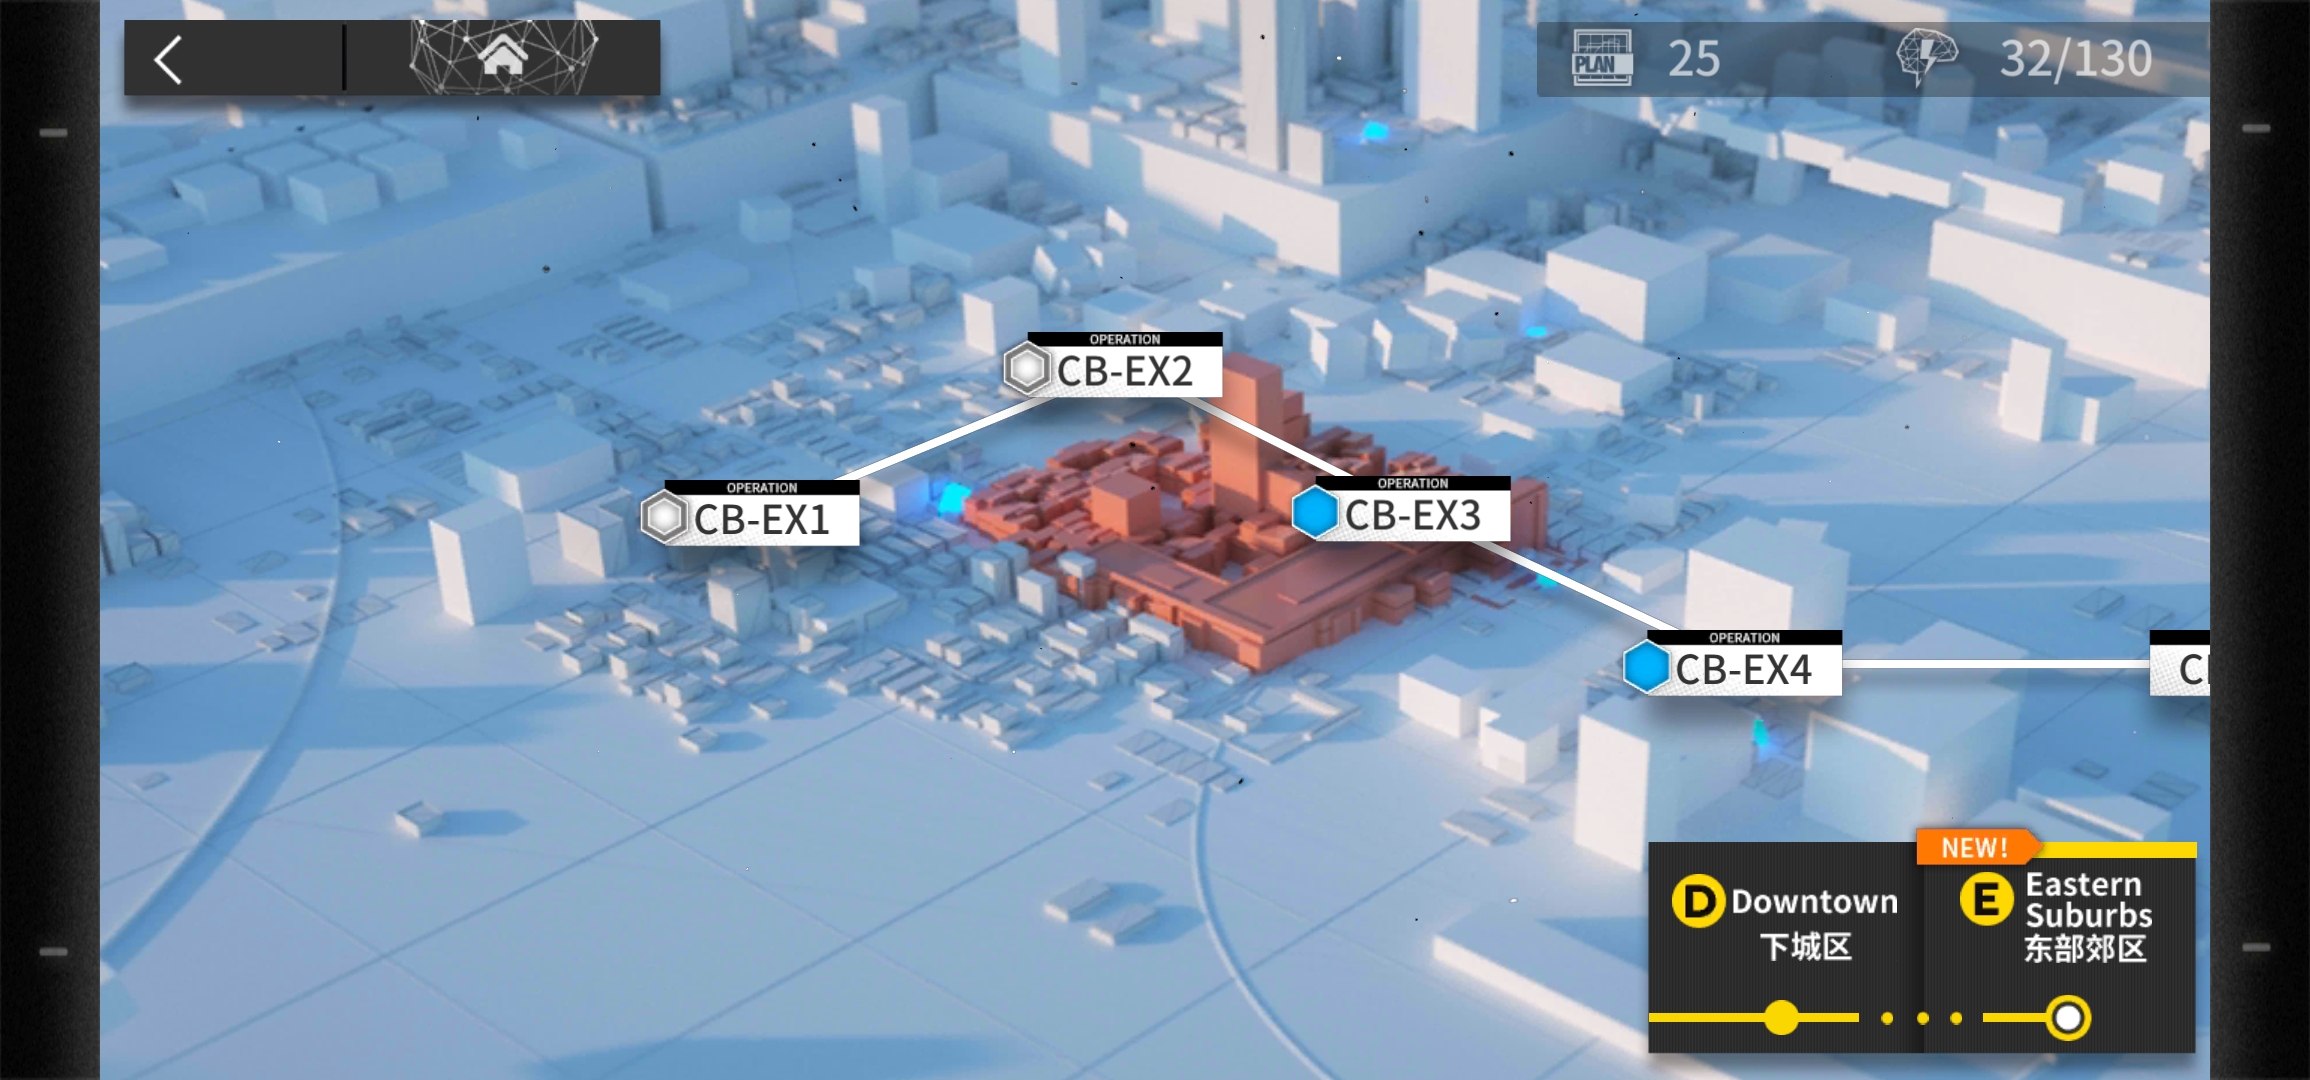 PLAN
25
32/130
OPERATION
CB-EX2
OPERATION
CB-EX1
OPERATION
CB-EX3
OPERATION
CB-EX4
NEW!
D Downtown
下城区
E Eastern
Suburbs
东部郊区